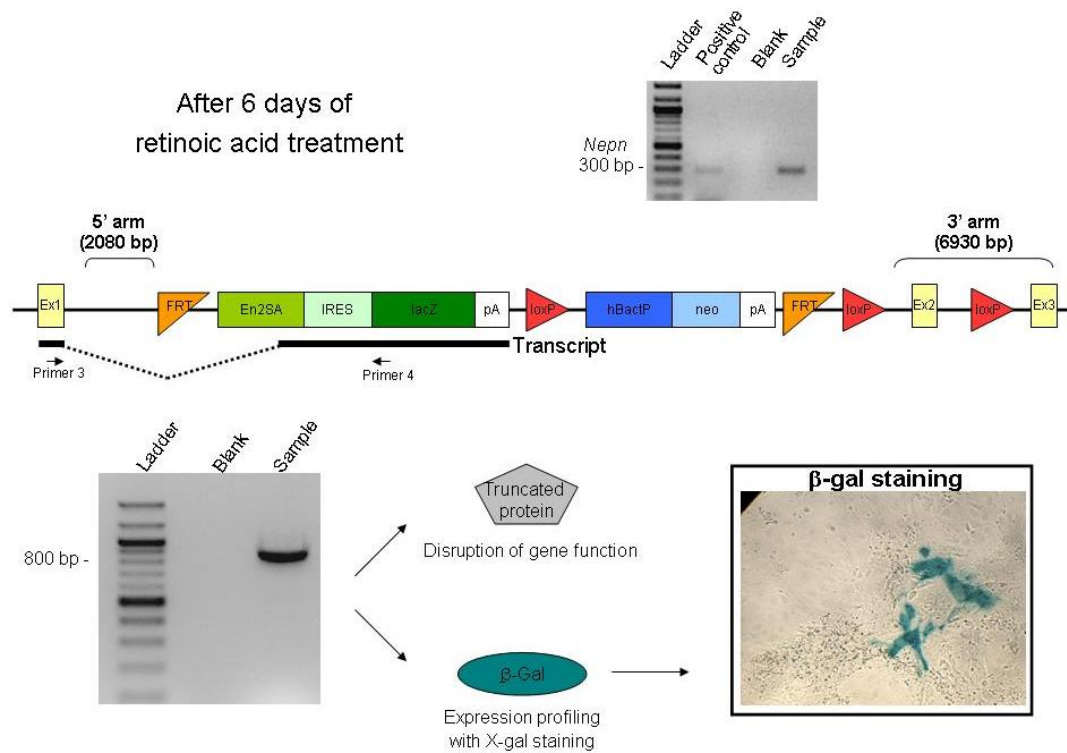 After 6 days of
retinoic acid treatment
Ladder
Positive
control
Blank
Sample
Nepn
300 bp -
5' arm
(2080 bp)
3' arm
(6930 bp)
Ex1
FRT
En2SA
IRES
lacZ
pA
loxP
hBactP
neo
pA
FRT
loxP
Ex2
loxP
Ex3
Transcript
Primer 3
Primer 4
Ladder
Blank
Sample
800 bp -
Truncated
protein
Disruption of gene function
β-Gal
Expression profiling
with X-gal staining
β-gal staining